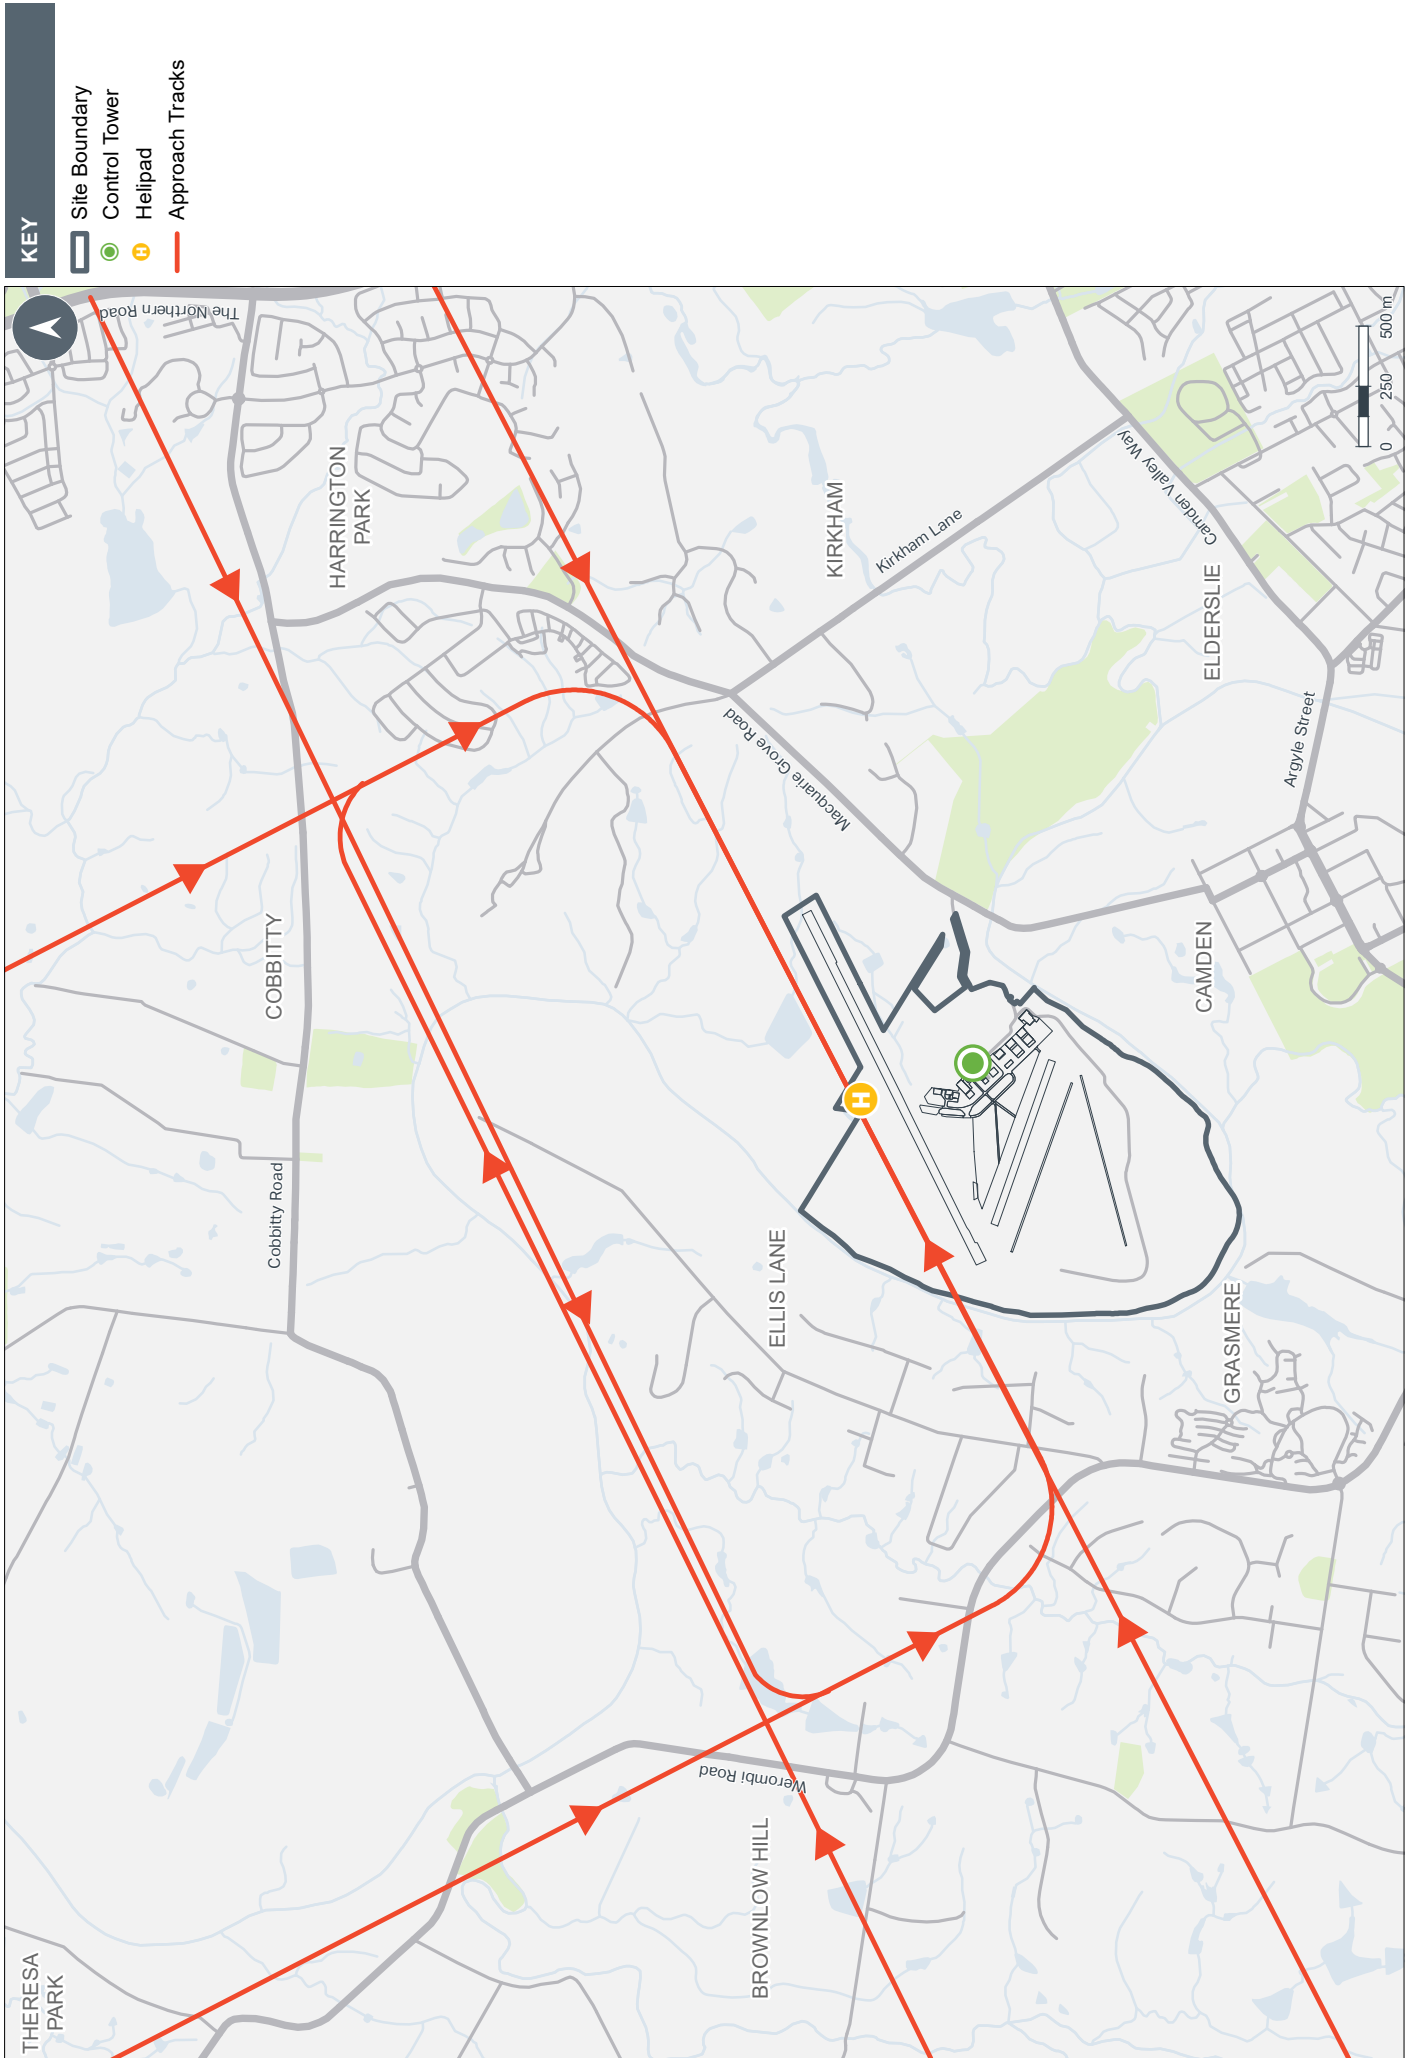 KEY
Site Boundary
Control Tower
H
Helipad
Approach Tracks
THERESA
PARK
Cobbitty Road
COBBITTY
HARRINGTON
PARK
The Northern Road
BROWNLOW HILL
Werombi Road
ELLIS LANE
H
Macquarie Grove Road
KIRKHAM
Kirkham Lane
GRASMERE
CAMDEN
ELDERSLIE
Camden Valley Way
Argyle Street
0 250 500 m